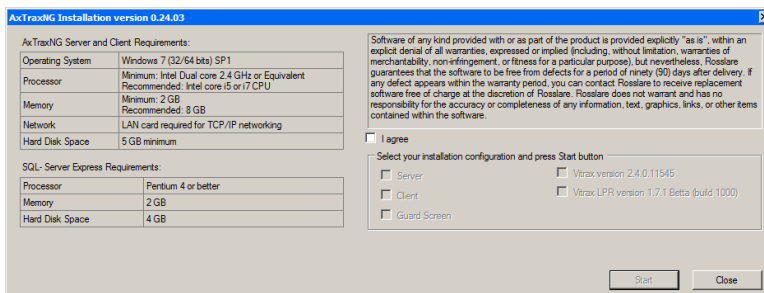 AxTraxNG Installation version 0.24.03
AxTraxNG Server and Client Requirements:
Operating System Windows 7 (32/64 bits) SP1
Processor Minimum: Intel Dual core 2.4 GHz or Equivalent
Recommended: Intel core i5 or i7 CPU
Memory Minimum: 2 GB
Recommended: 8 GB
Network LAN card required for TCP/IP networking
Hard Disk Space 5 GB minimum
SQL- Server Express Requirements:
Processor Pentium 4 or better
Memory 2 GB
Hard Disk Space 4 GB
Software of any kind provided with or as part of the product is provided explicitly "as is", within an
explicit denial of all warranties, expressed or implied (including, without limitation, warranties of
merchantability, non-infringement, or fitness for a particular purpose), but nevertheless, Rosslare
guarantees that the software to be free from defects for a period of ninety (90) days after delivery. If
any defect appears within the warranty period, you can contact Rosslare to receive replacement
software free of charge at the discretion of Rosslare. Rosslare does not warrant and has no
responsibility for the accuracy or completeness of any information, text, graphics, links, or other items
contained within the software.
I agree
Select your installation configuration and press Start button
Server
Client
Guard Screen
Vitrax version 2.4.0.11545
Vitrax LPR version 1.7.1 Betta (build 1000)
Start
Close